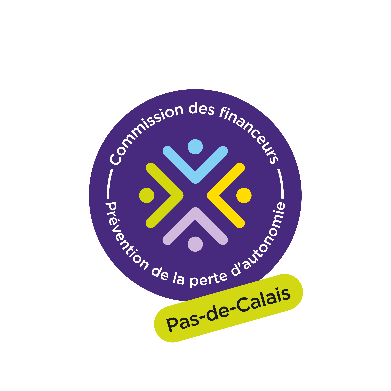 Commission des financeurs
Prévention de la perte d'autonomie
Pas-de-Calais